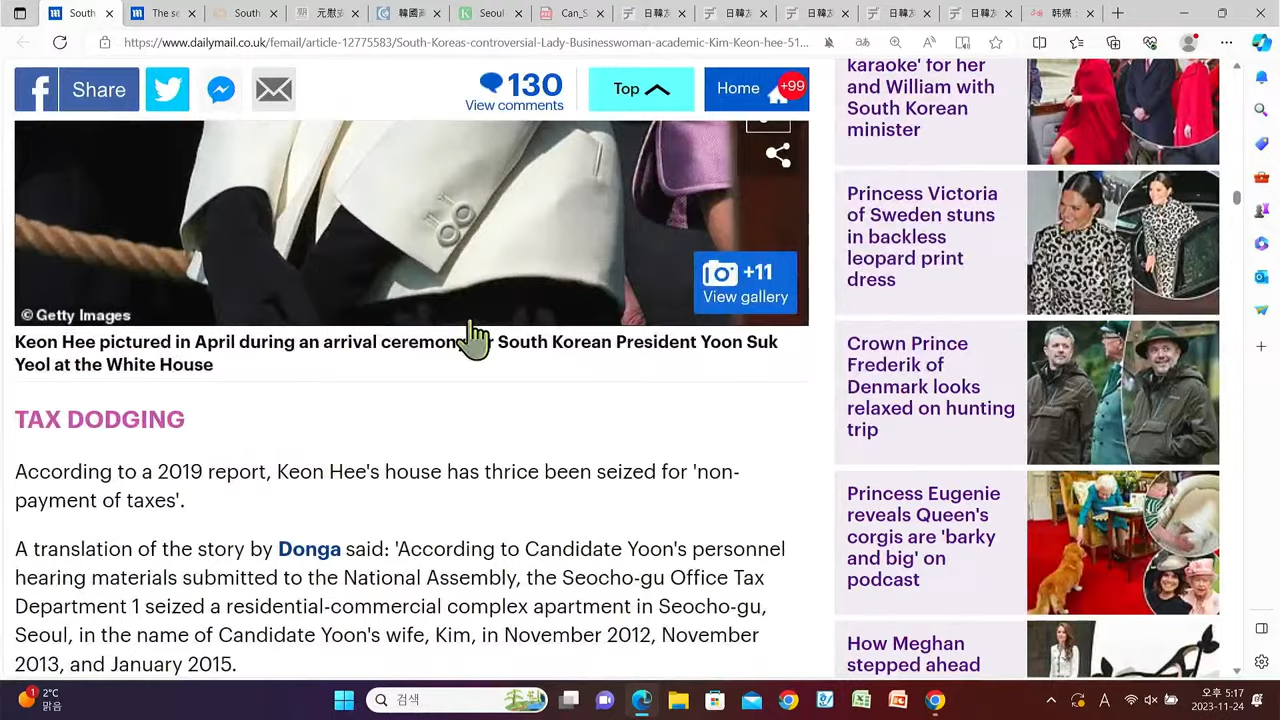 South
The se
South
元慰安
韓國高
Seoul
Can_S
日韓友
日韓友
日韓友
日韓友
日韓友
韩媒
https://www.dailymail.co.uk/femail/article-12775583/South-Koreas-controversial-Lady-Businesswoman-academic-Kim-Keon-hee-51...
Share
130
View comments
Top
Home
+99
+11
View gallery
© Getty Images
Keon Hee pictured in April during an arrival ceremon South Korean President Yoon Suk
Yeol at the White House
TAX DODGING
According to a 2019 report, Keon Hee's house has thrice been seized for 'non-
payment of taxes'.
A translation of the story by Donga said: 'According to Candidate Yoon's personnel
hearing materials submitted to the National Assembly, the Seocho-gu Office Tax
Department 1 seized a residential-commercial complex apartment in Seocho-gu,
Seoul, in the name of Candidate Yoon's wife, Kim, in November 2012, November
2013, and January 2015.
karaoke' for her
and William with
South Korean
minister
Princess Victoria
of Sweden stuns
in backless
leopard print
dress
Crown Prince
Frederik of
Denmark looks
relaxed on hunting
trip
Princess Eugenie
reveals Queen's
corgis are 'barky
and big' on
podcast
How Meghan
stepped ahead
1
2°C
맑음
검색
A
오후 5:17
2023-11-24